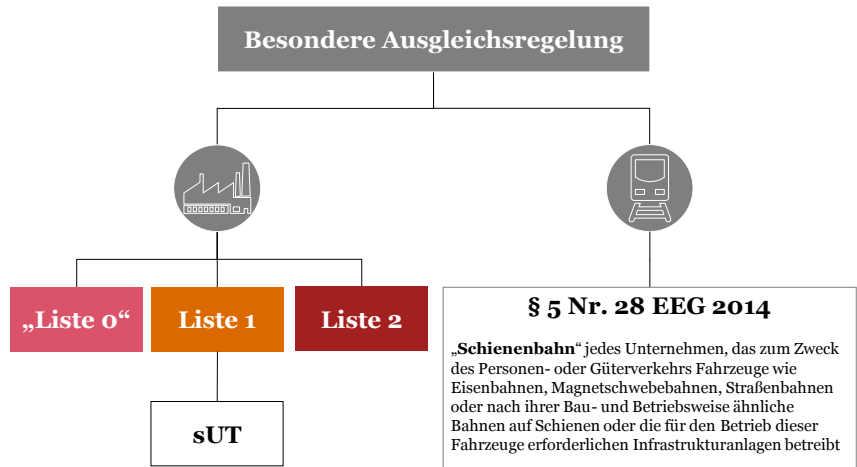 Besondere Ausgleichsregelung
„Liste 0“
Liste 1
Liste 2
sUT
§ 5 Nr. 28 EEG 2014
„Schienenbahn“ jedes Unternehmen, das zum Zweck
des Personen- oder Güterverkehrs Fahrzeuge wie
Eisenbahnen, Magnetschwebebahnen, Straßenbahnen
oder nach ihrer Bau- und Betriebsweise ähnliche
Bahnen auf Schienen oder die für den Betrieb dieser
Fahrzeuge erforderlichen Infrastrukturanlagen betreibt